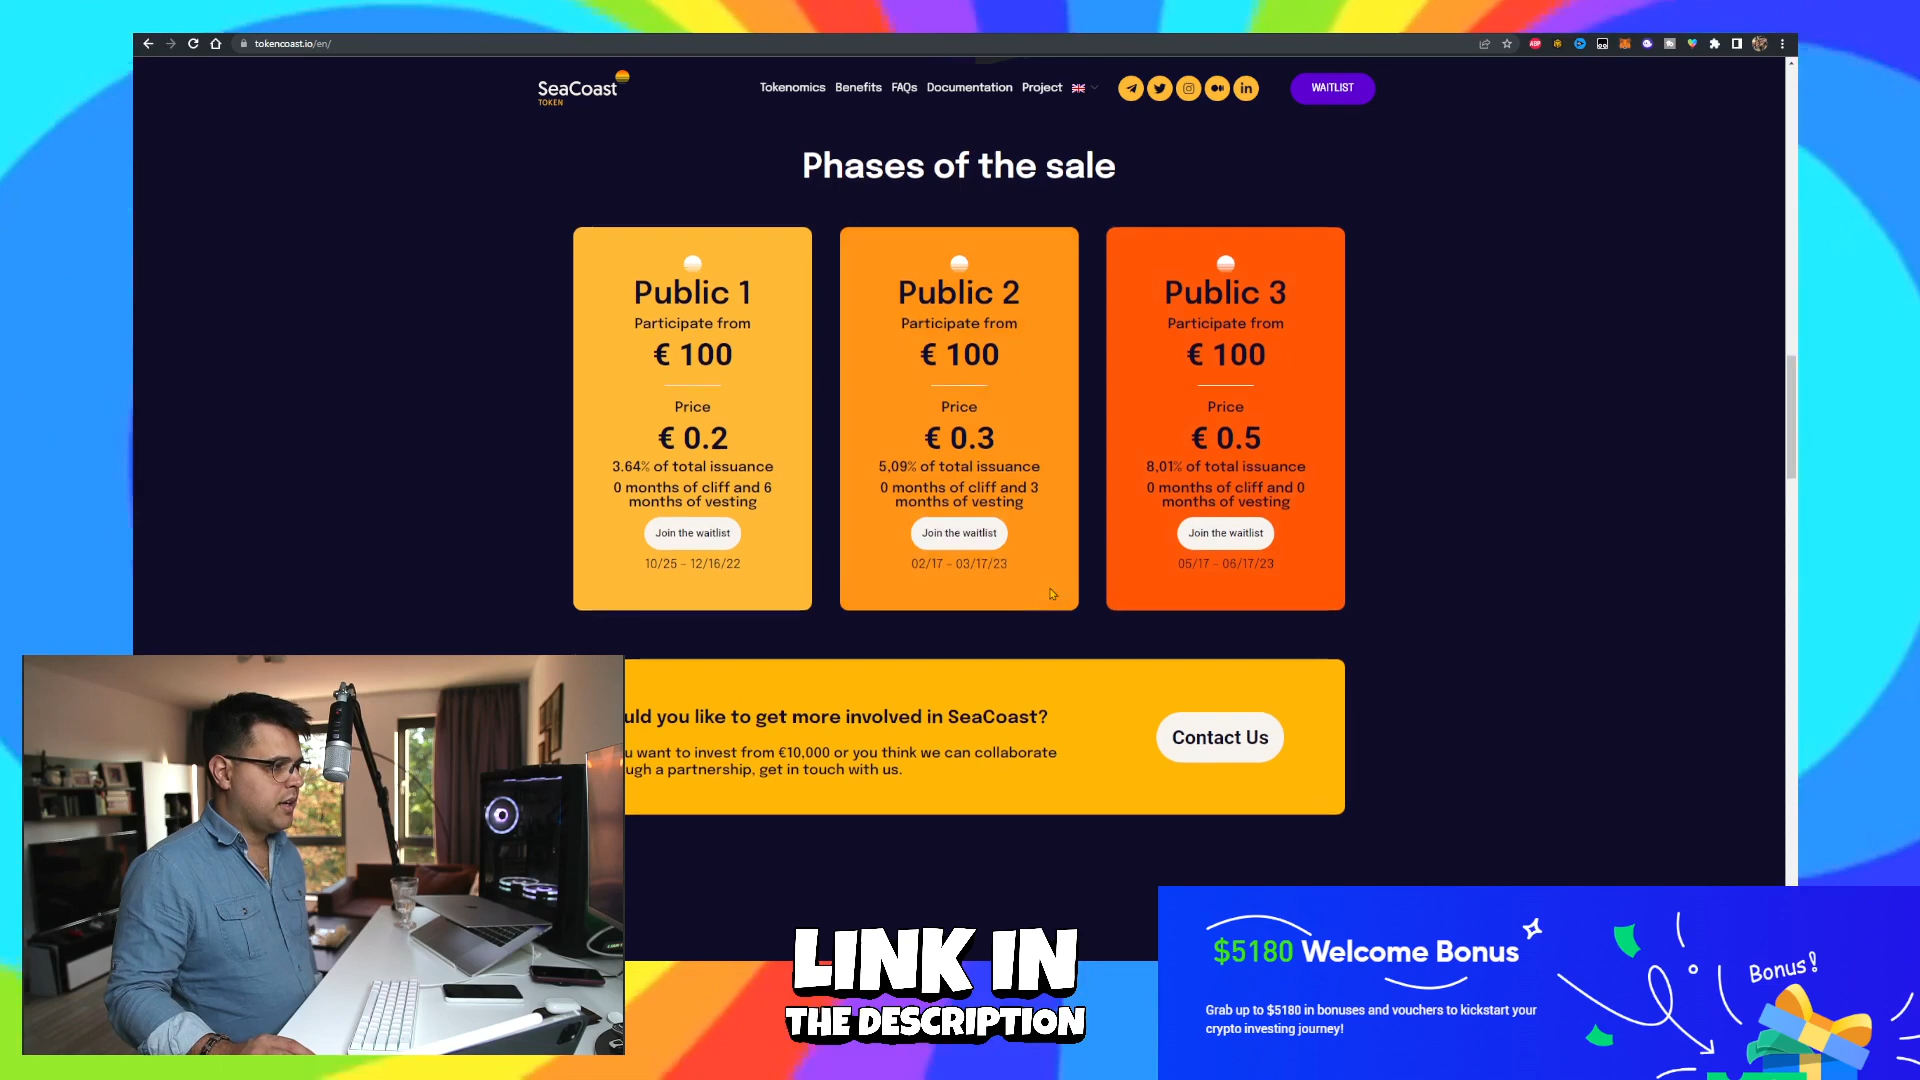 tokencoast.io/en/
SeaCoast
TOKEN
Tokenomics Benefits FAQs Documentation Project
WAITLIST
Phases of the sale
Public 1
Participate from
€ 100
Price
€ 0.2
3.64% of total issuance
0 months of cliff and 6
months of vesting
Join the waitlist
10/25 – 12/16/22
Public 2
Participate from
€ 100
Price
€ 0.3
5,09% of total issuance
0 months of cliff and 3
months of vesting
Join the waitlist
02/17 – 03/17/23
Public 3
Participate from
€ 100
Price
€ 0.5
8,01% of total issuance
0 months of cliff and 0
months of vesting
Join the waitlist
05/17 – 06/17/23
uld you like to get more involved in SeaCoast?
u want to invest from €10,000 or you think we can collaborate
ugh a partnership, get in touch with us.
Contact Us
LINK IN
THE DESCRIPTION
$5180 Welcome Bonus
Grab up to $5180 in bonuses and vouchers to kickstart your
crypto investing journey!
Bonus!